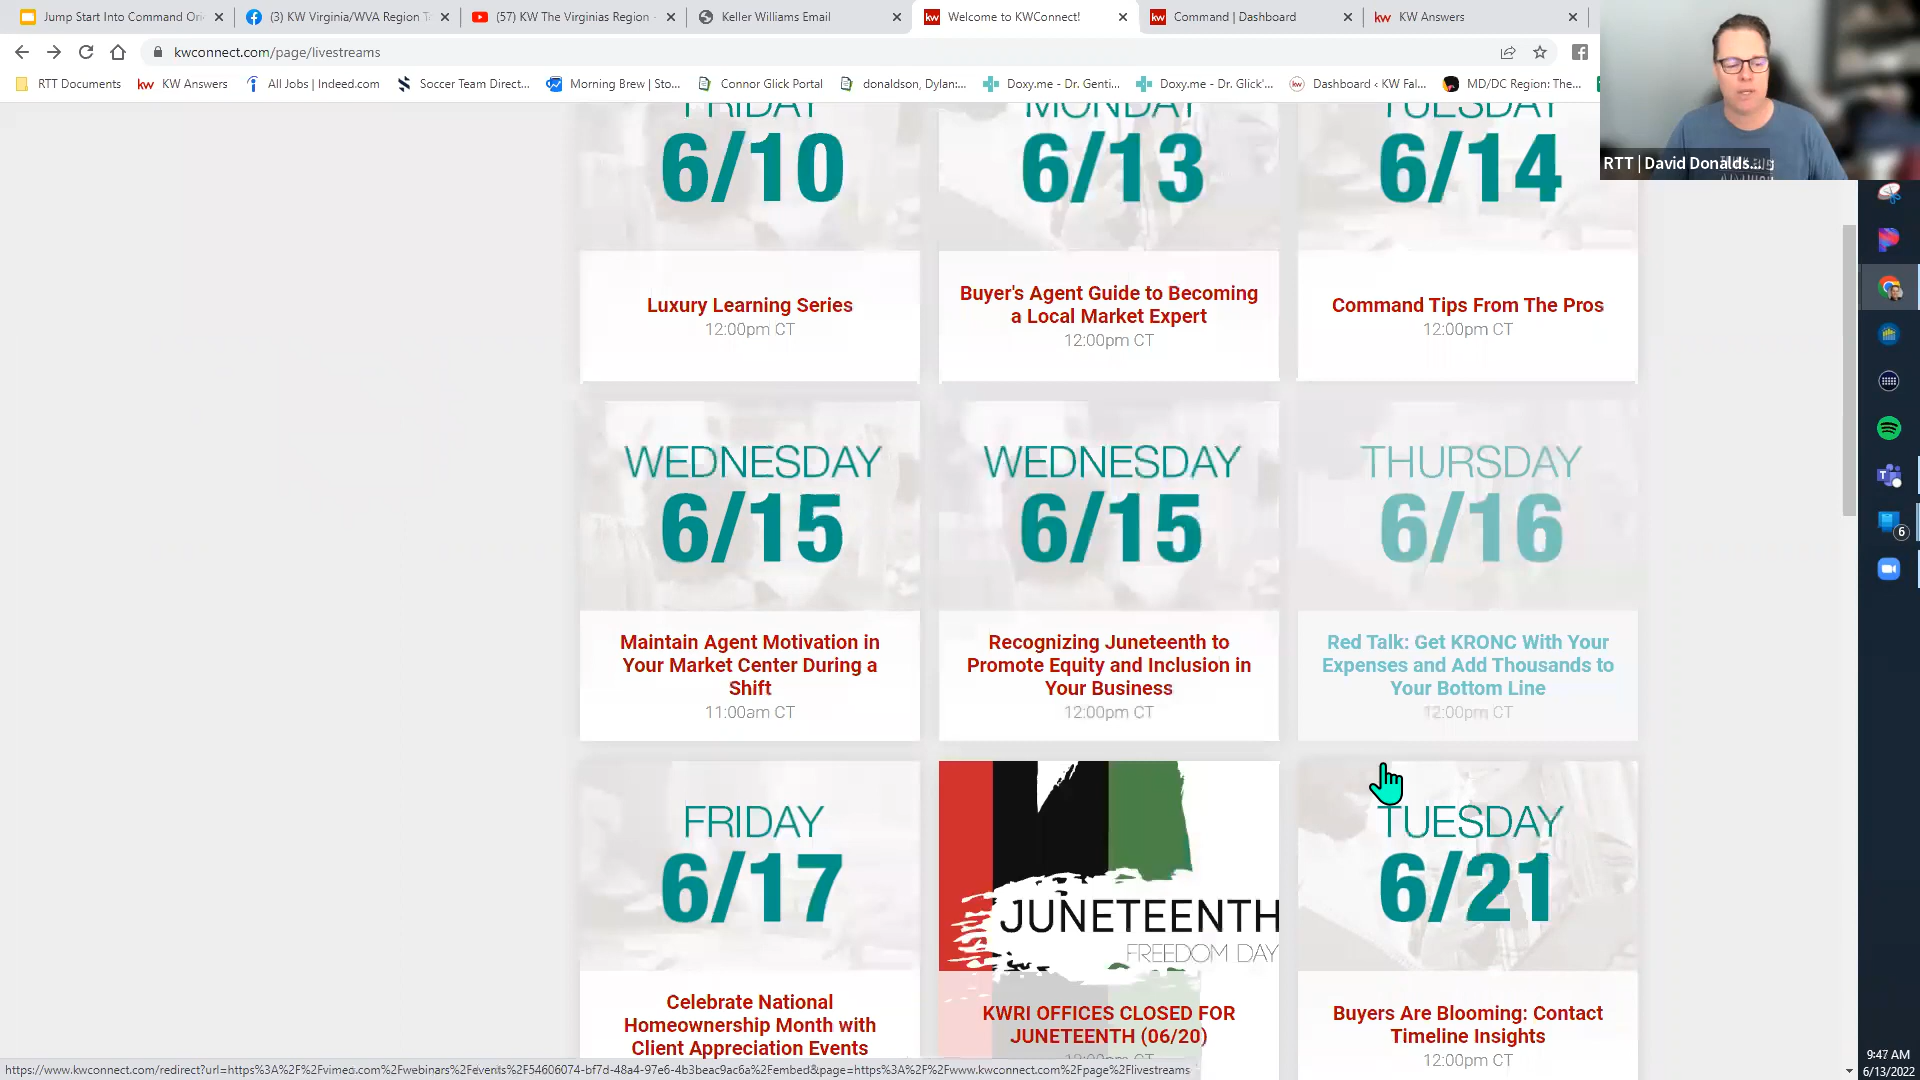 Jump Start Into Command Ori
(3) KW Virginia/WVA Region T
(57) KW The Virginias Region
Keller Williams Email
Welcome to KWConnect!
Command | Dashboard
KW Answers
kwconnect.com/page/livestreams
RTT Documents
KW Answers
All Jobs | Indeed.com
Soccer Team Direct...
Morning Brew | Sto...
Connor Glick Portal
donaldson, Dylan:...
Doxy.me - Dr. Genti...
Doxy.me - Dr. Glick'...
Dashboard ‹ KW Fal...
MD/DC Region: The...
RTT | David Donalds...
FRIDAY
6/10
MONDAY
6/13
TUESDAY
6/14
Luxury Learning Series
12:00pm CT
Buyer's Agent Guide to Becoming
a Local Market Expert
12:00pm CT
Command Tips From The Pros
12:00pm CT
WEDNESDAY
6/15
WEDNESDAY
6/15
THURSDAY
6/16
Maintain Agent Motivation in
Your Market Center During a
Shift
11:00am CT
Recognizing Juneteenth to
Promote Equity and Inclusion in
Your Business
12:00pm CT
Red Talk: Get KRONC With Your
Expenses and Add Thousands to
Your Bottom Line
12:00pm CT
FRIDAY
6/17
JUNETEENTH
FREEDOM DAY
TUESDAY
6/21
Celebrate National
Homeownership Month with
Client Appreciation Events
KWRI OFFICES CLOSED FOR
JUNETEENTH (06/20)
12:00pm CT
Buyers Are Blooming: Contact
Timeline Insights
12:00pm CT
6
https://www.kwconnect.com/redirect?url=https%3A%2F%2Fvimeo.com%2Fwebinars%2Fevents%2F54606074-bf7d-48a4-97e6-4b3beac9ac6a%2Fembed&page=https%3A%2F%2Fwww.kwconnect.com%2Fpage%2Flivestreams
9:47 AM
6/13/2022